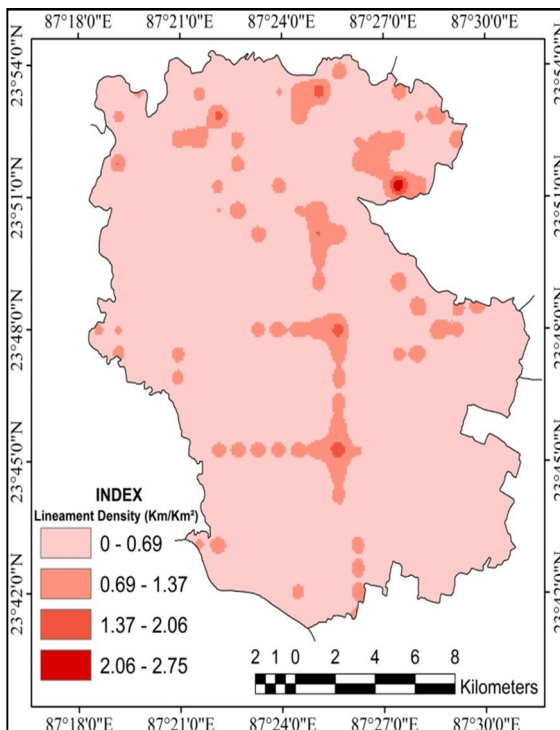 87°18'0"E 87°21'0"E 87°24'0"E 87°27'0"E 87°30'0"E
23°54'0"N 23°54'0"N
23°51'0"N 23°51'0"N
23°48'0"N 23°48'0"N
23°45'0"N 23°45'0"N
23°42'0"N 23°42'0"N
INDEX
Lineament Density (Km/Km²)
0 - 0.69
0.69 - 1.37
1.37 - 2.06
2.06 - 2.75
2 1 0 2 4 6 8
Kilometers
87°18'0"E 87°21'0"E 87°24'0"E 87°27'0"E 87°30'0"E